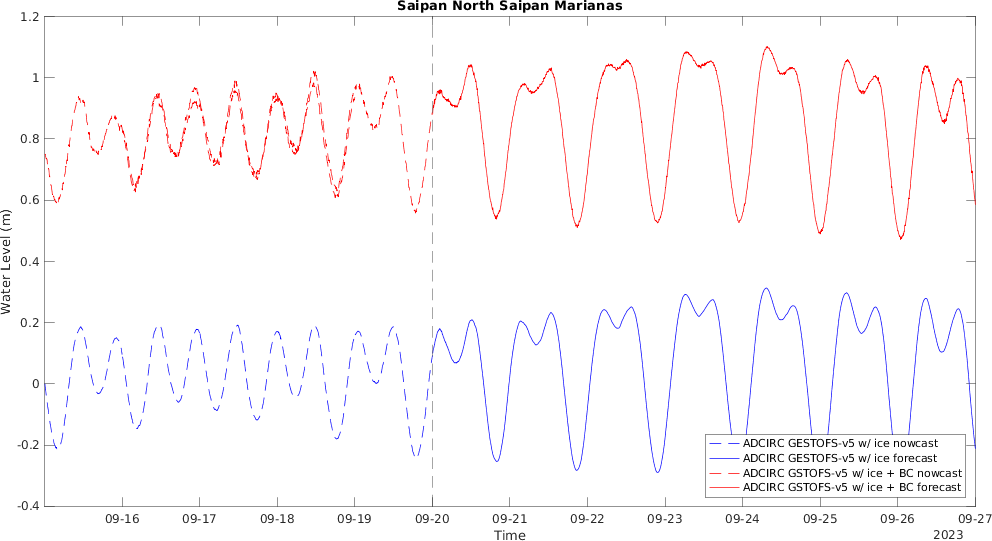 Saipan North Saipan Marianas
1.2
1
0.8
0.6
0.4
0.2
0
-0.2
-0.4
Water Level (m)
ADCIRC GESTOFS-v5 w/ ice nowcast
ADCIRC GESTOFS-v5 w/ ice forecast
ADCIRC GSTOFS-v5 w/ ice + BC nowcast
ADCIRC GSTOFS-v5 w/ ice + BC forecast
09-16 09-17 09-18 09-19 09-20 09-21 09-22 09-23 09-24 09-25 09-26 09-27
Time
2023